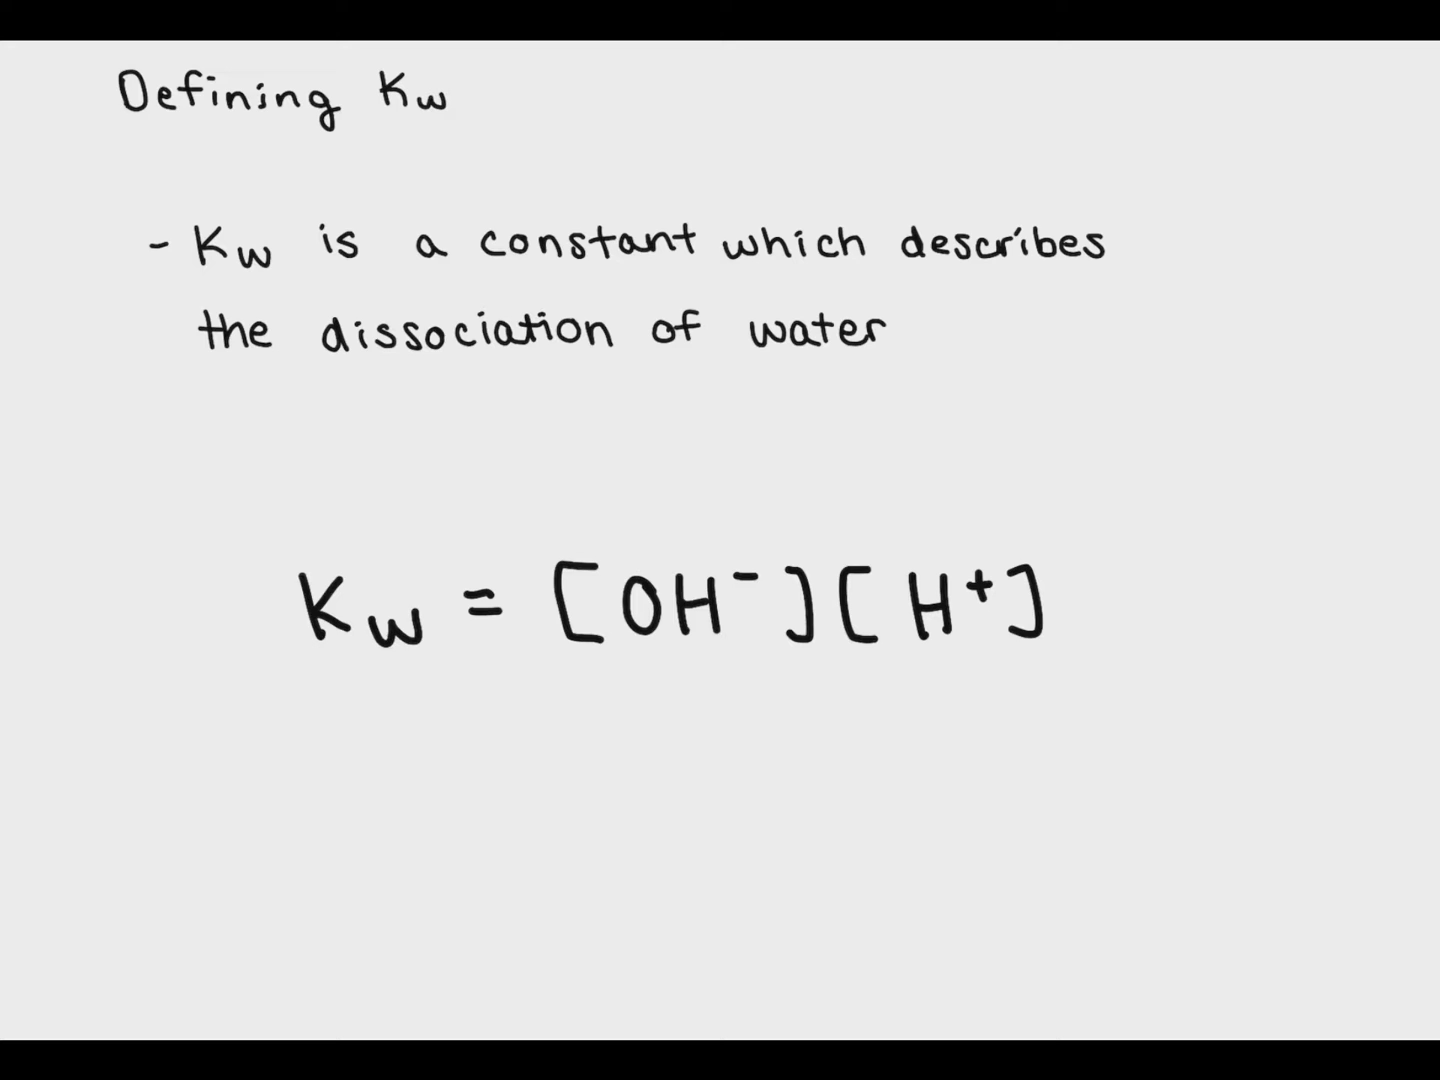 Defining Kw
- Kw is a constant which describes
the dissociation of water
Kw = [OH⁻][H⁺]